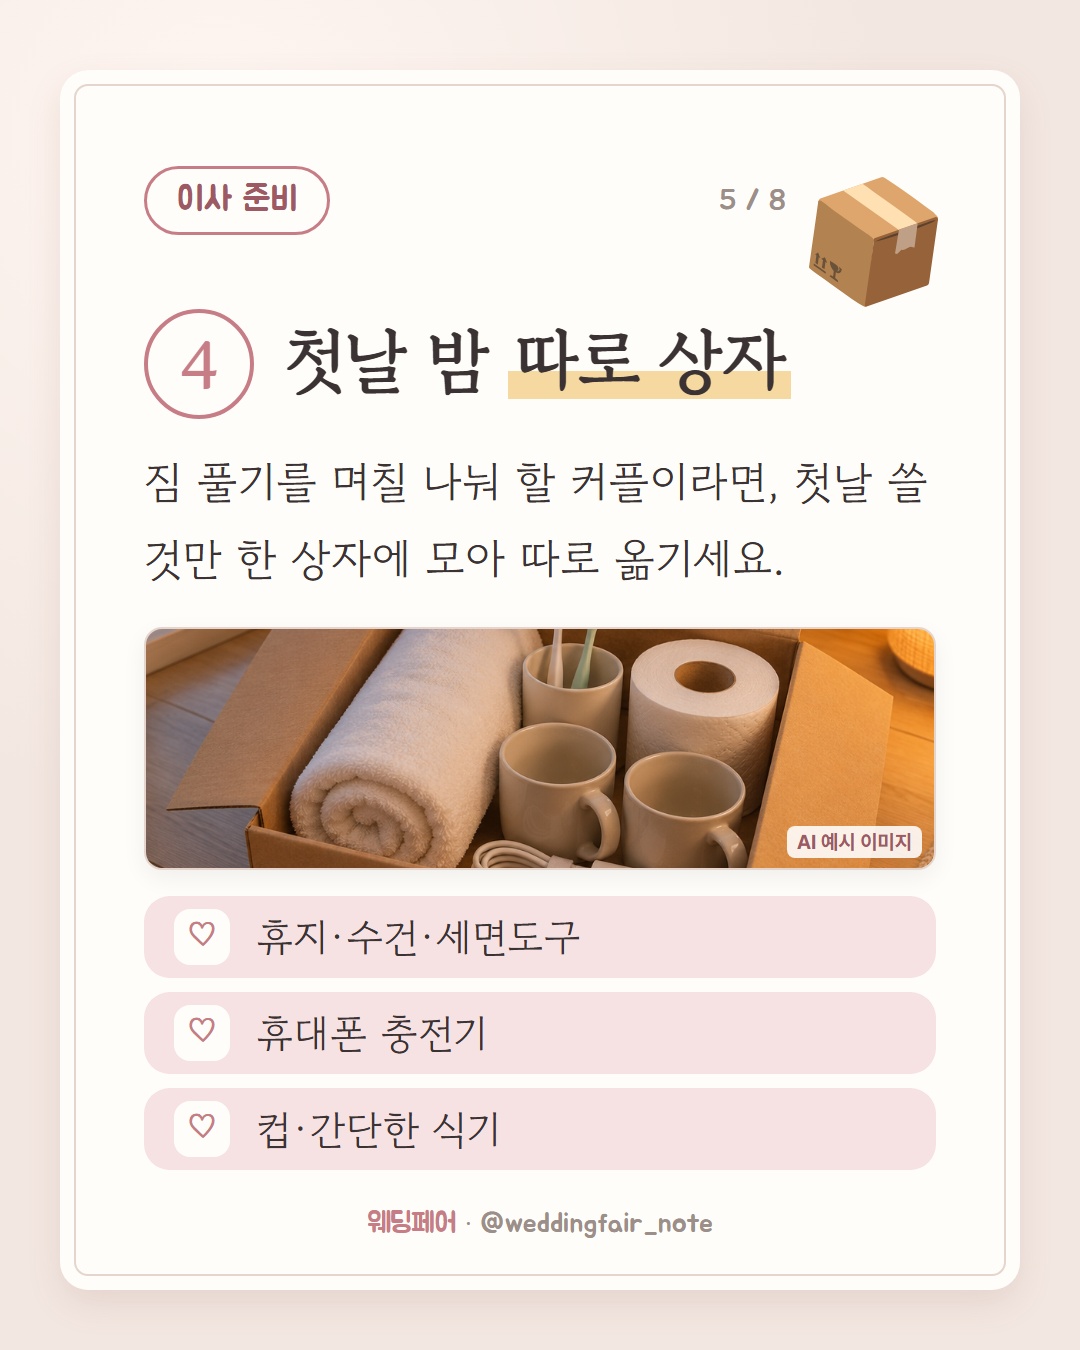 이사 준비
5 / 8
4 첫날 밤 따로 상자
짐 풀기를 며칠 나눠 할 커플이라면, 첫날 쓸
것만 한 상자에 모아 따로 옮기세요.
AI 예시 이미지
휴지·수건·세면도구
휴대폰 충전기
컵·간단한 식기
웨딩페어 · @weddingfair_note